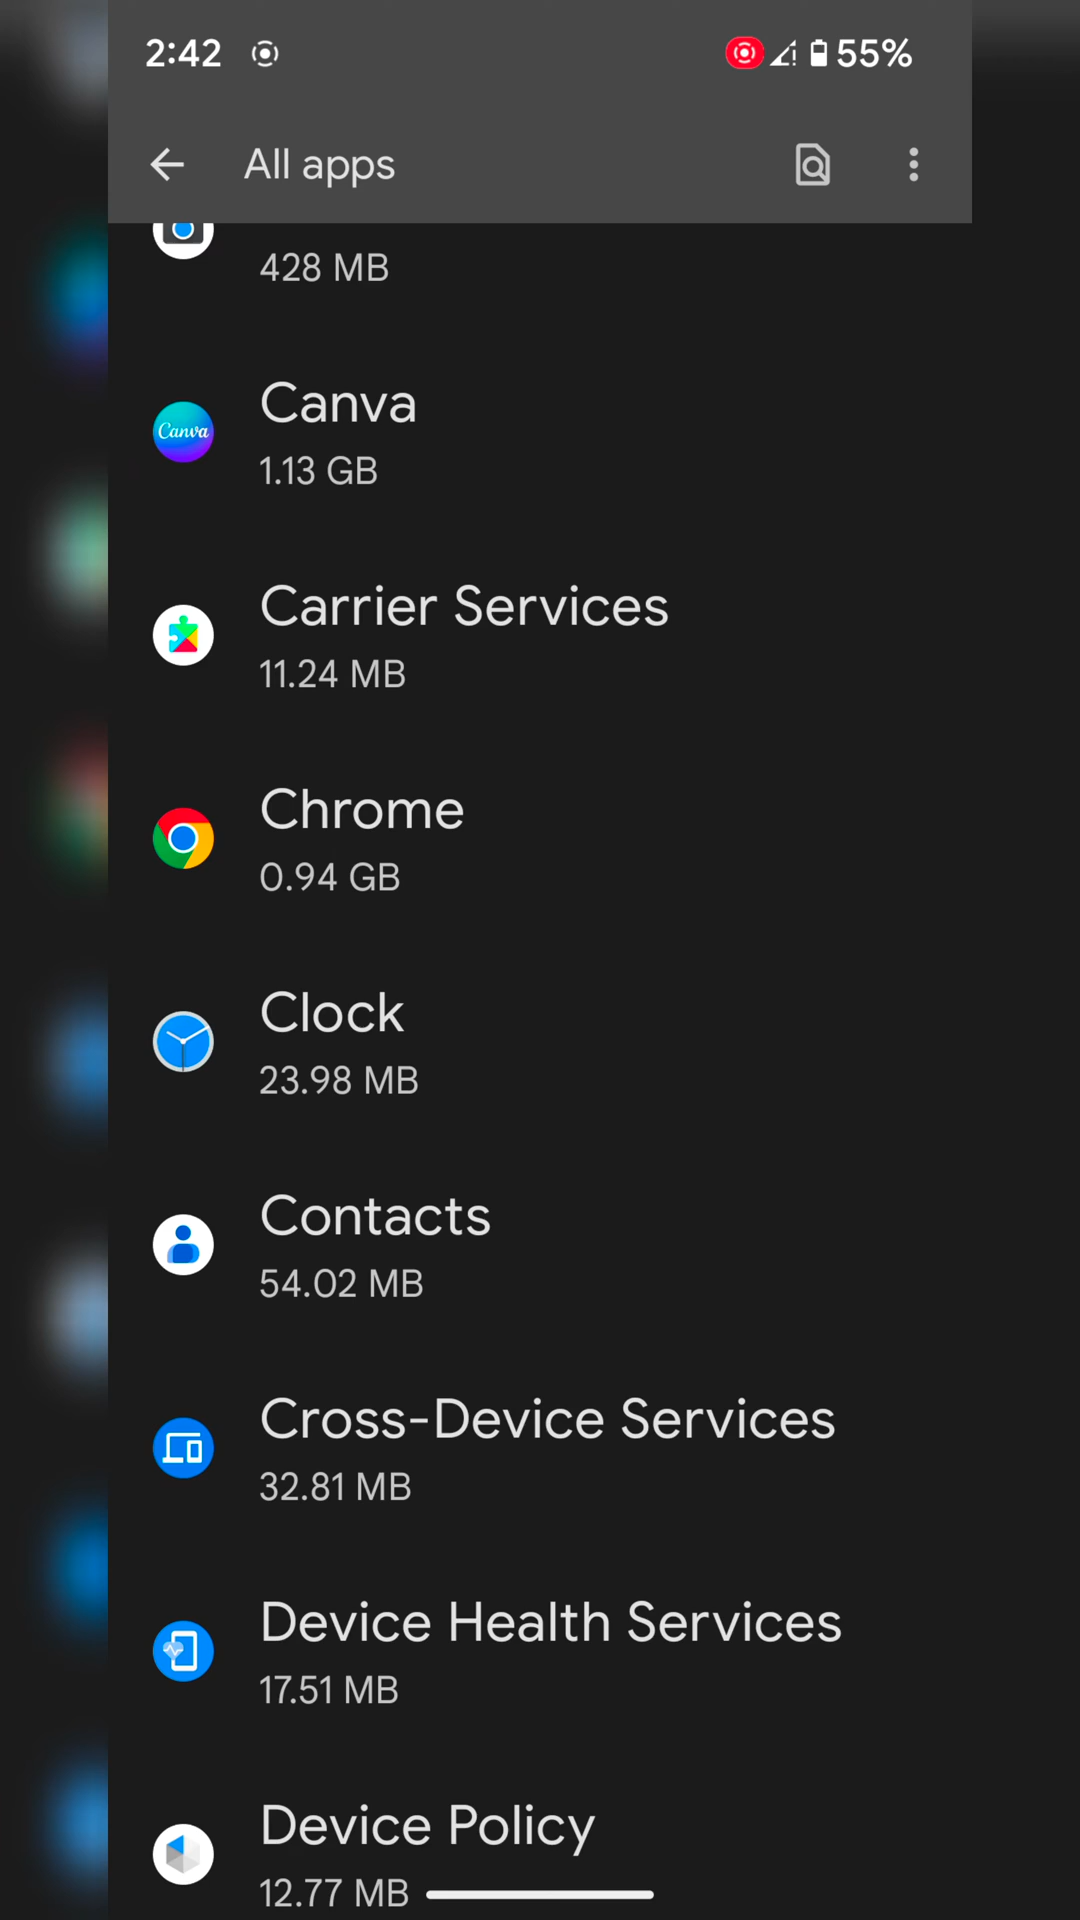 2:42
55%
All apps
428 MB
Canva
Canva
1.13 GB
Carrier Services
11.24 MB
Chrome
0.94 GB
Clock
23.98 MB
Contacts
54.02 MB
Cross-Device Services
32.81 MB
Device Health Services
17.51 MB
Device Policy
12.77 MB